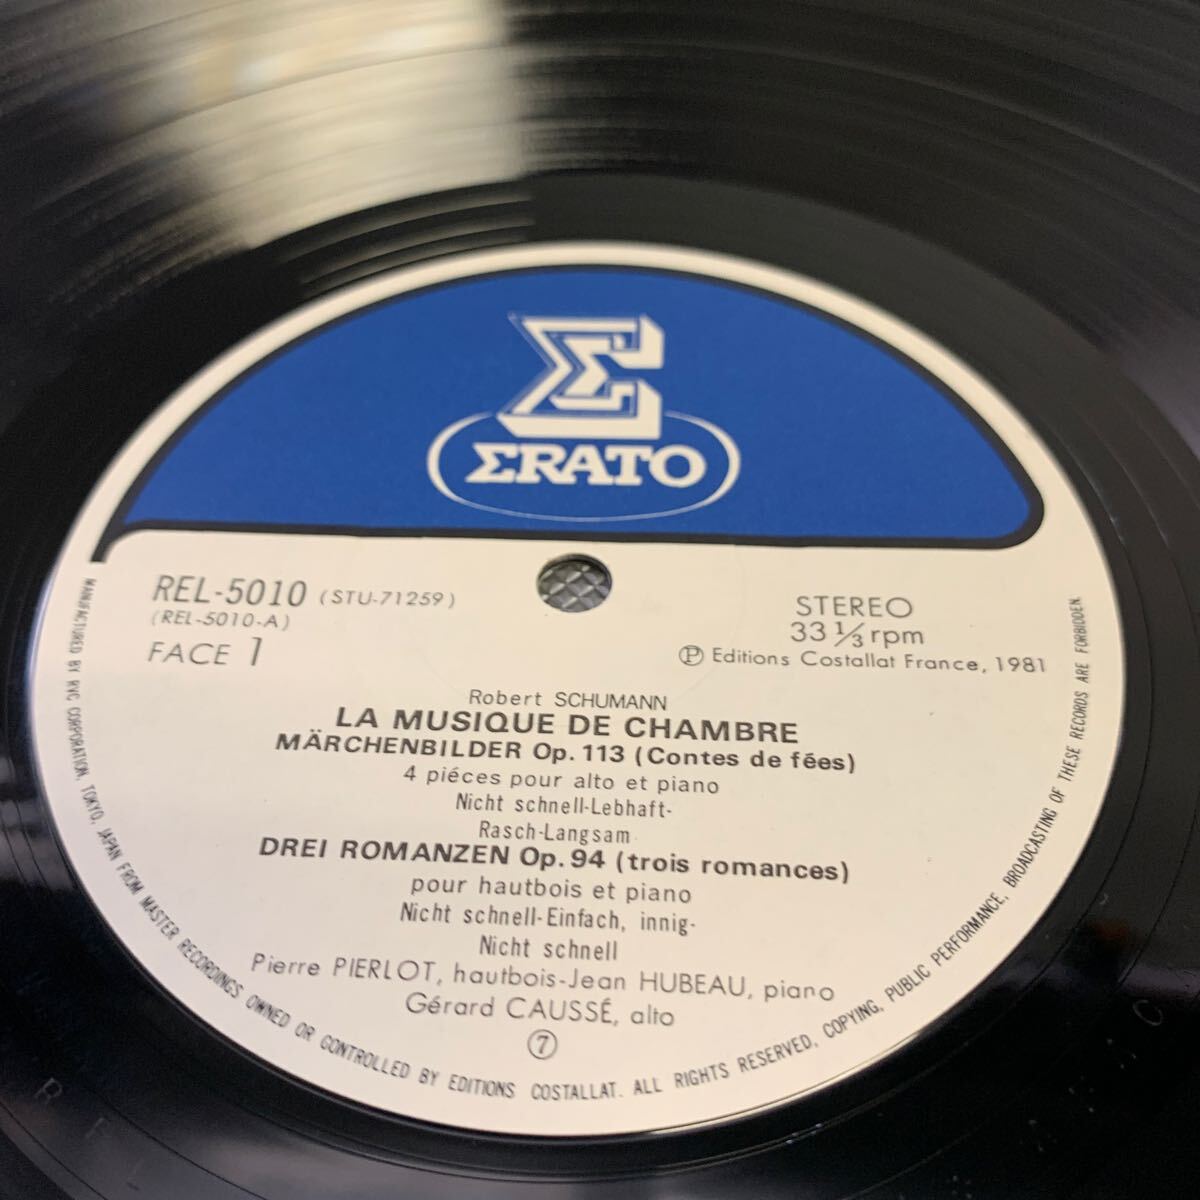 Σ
ΣRATO
REL-5010 (STU-71259)
(REL-5010-A)
FACE 1
STEREO
33 1/3 rpm
Ⓟ Editions Costallat France, 1981
Robert SCHUMANN
LA MUSIQUE DE CHAMBRE
MÄRCHENBILDER Op. 113 (Contes de fées)
4 piéces pour alto et piano
Nicht schnell-Lebhaft-
Rasch-Langsam
DREI ROMANZEN Op. 94 (trois romances)
pour hautbois et piano
Nicht schnell-Einfach, innig-
Nicht schnell
Pierre PIERLOT, hautbois-Jean HUBEAU, piano
Gérard CAUSSÉ, alto
⑦
MANUFACTURED BY RVC CORPORATION, TOKYO, JAPAN FROM MASTER RECORDINGS OWNED OR CONTROLLED BY EDITIONS COSTALLAT. ALL RIGHTS RESERVED, COPYING, PUBLIC PERFORMANCE, BROADCASTING OF THESE RECORDS ARE FORBIDDEN.